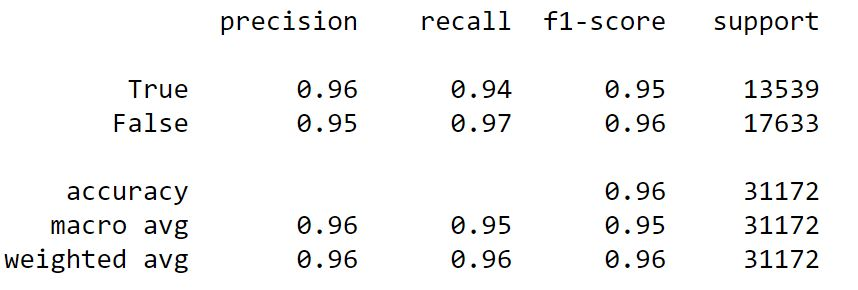 precision recall f1-score support
True 0.96 0.94 0.95 13539
False 0.95 0.97 0.96 17633
accuracy 0.96 31172
macro avg 0.96 0.95 0.95 31172
weighted avg 0.96 0.96 0.96 31172